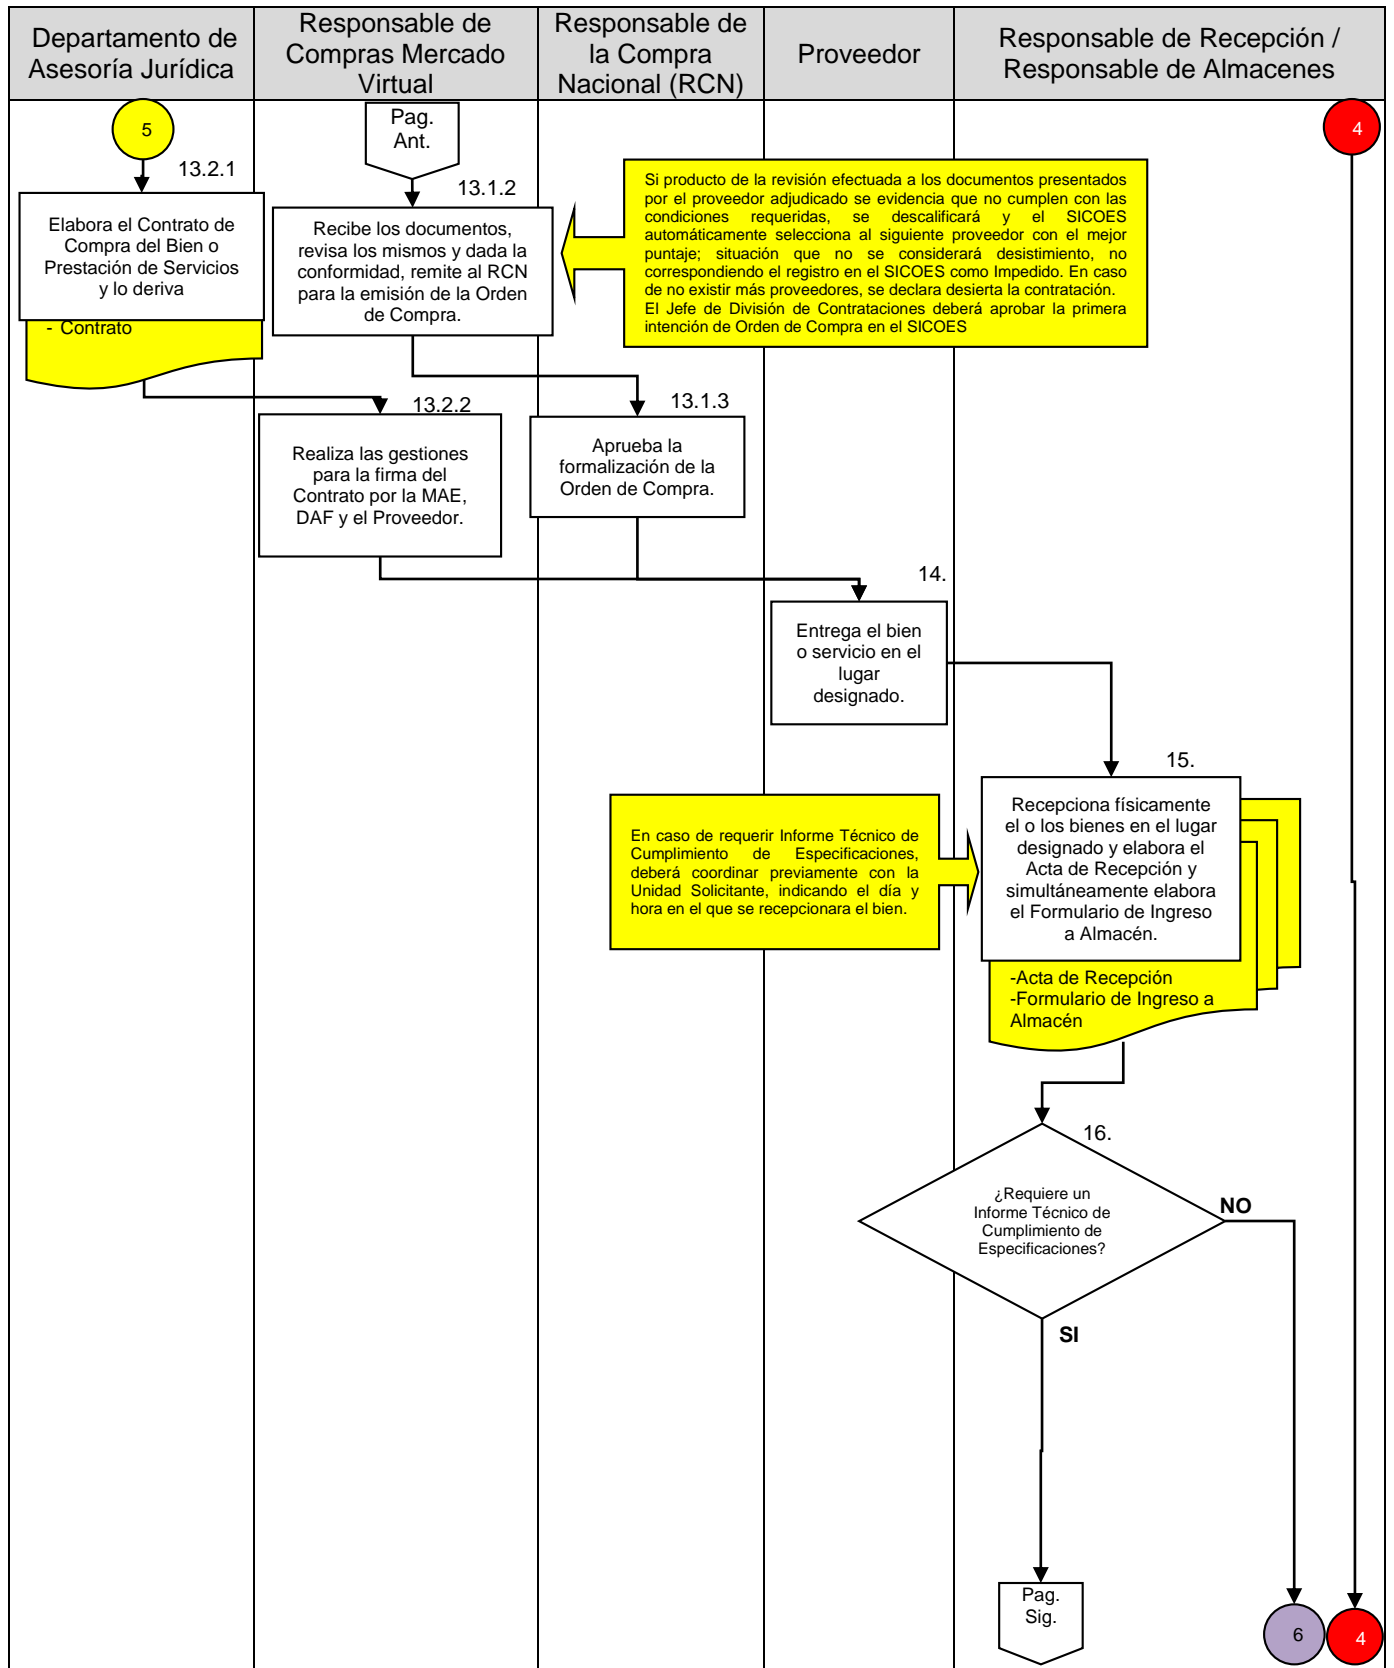 Departamento de
Asesoría Jurídica
Responsable de
Compras Mercado
Virtual
Responsable de
la Compra
Nacional (RCN)
Proveedor
Responsable de Recepción /
Responsable de Almacenes
5
Pag.
Ant.
4
13.2.1
13.1.2
Elabora el Contrato de
Compra del Bien o
Prestación de Servicios
y lo deriva
- Contrato
Recibe los documentos,
revisa los mismos y dada la
conformidad, remite al RCN
para la emisión de la Orden
de Compra.
Si producto de la revisión efectuada a los documentos presentados
por el proveedor adjudicado se evidencia que no cumplen con las
condiciones requeridas, se descalificará y el SICOES
automáticamente selecciona al siguiente proveedor con el mejor
puntaje; situación que no se considerará desistimiento, no
correspondiendo el registro en el SICOES como Impedido. En caso
de no existir más proveedores, se declara desierta la contratación.
El Jefe de División de Contrataciones deberá aprobar la primera
intención de Orden de Compra en el SICOES
13.2.2
13.1.3
Realiza las gestiones
para la firma del
Contrato por la MAE,
DAF y el Proveedor.
Aprueba la
formalización de la
Orden de Compra.
14.
Entrega el bien
o servicio en el
lugar
designado.
15.
En caso de requerir Informe Técnico de
Cumplimiento de Especificaciones,
deberá coordinar previamente con la
Unidad Solicitante, indicando el día y
hora en el que se recepcionara el bien.
Recepciona físicamente
el o los bienes en el lugar
designado y elabora el
Acta de Recepción y
simultáneamente elabora
el Formulario de Ingreso
a Almacén.
-Acta de Recepción
-Formulario de Ingreso a
Almacén
16.
¿Requiere un
Informe Técnico de
Cumplimiento de
Especificaciones?
NO
SI
Pag.
Sig.
6
4